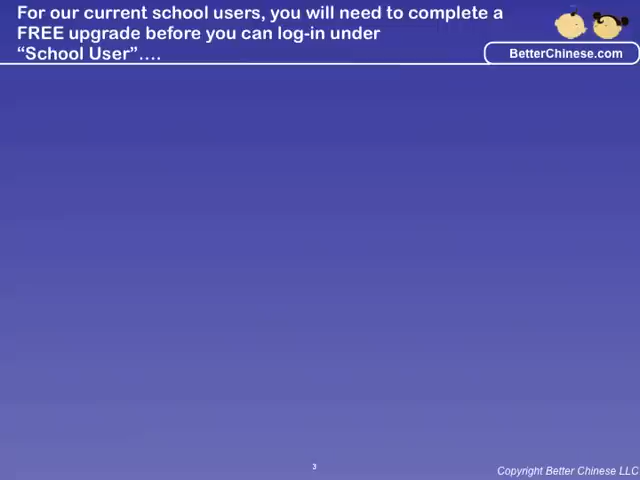 For our current school users, you will need to complete a
FREE upgrade before you can log-in under
“School User”….
BetterChinese.com
3
Copyright Better Chinese LLC